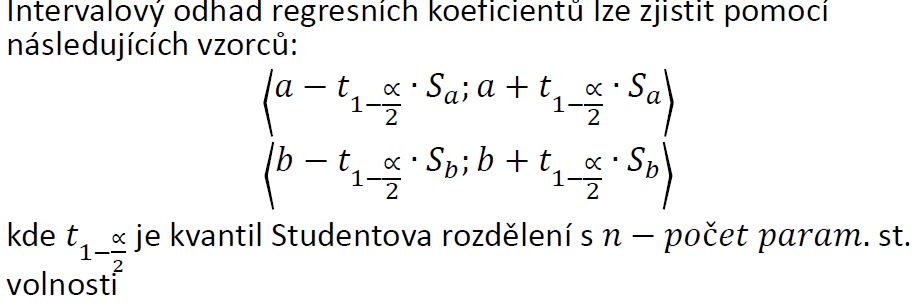 Intervalový odhad regresních koeficientů lze zjistit pomocí
následujících vzorců:
⟨a − t_{1−∝/2} · S_a; a + t_{1−∝/2} · S_a⟩
⟨b − t_{1−∝/2} · S_b; b + t_{1−∝/2} · S_b⟩
kde t_{1−∝/2} je kvantil Studentova rozdělení s n − počet param. st.
volnosti